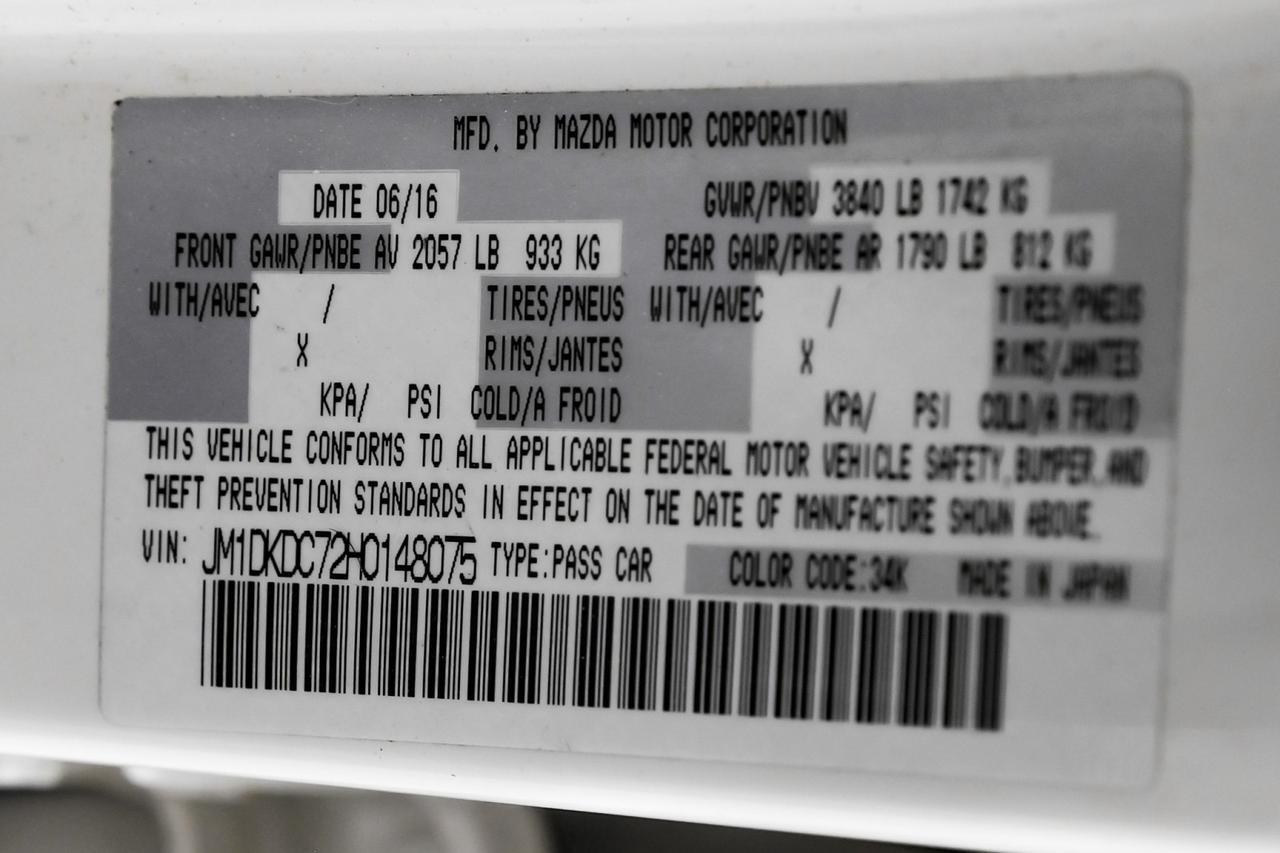 MFD. BY MAZDA MOTOR CORPORATION
DATE 06/16 GVWR/PNBV 3840 LB 1742 KG
FRONT GAWR/PNBE AV 2057 LB 933 KG REAR GAWR/PNBE AR 1790 LB 812 KG
WITH/AVEC / TIRES/PNEUS WITH/AVEC / TIRES/PNEUS
X RIMS/JANTES X RIMS/JANTES
KPA/ PSI COLD/A FROID KPA/ PSI COLD/A FROID
THIS VEHICLE CONFORMS TO ALL APPLICABLE FEDERAL MOTOR VEHICLE SAFETY,BUMPER,AND
THEFT PREVENTION STANDARDS IN EFFECT ON THE DATE OF MANUFACTURE SHOWN ABOVE.
VIN: JM1DKDC72H0148075 TYPE:PASS CAR COLOR CODE:34K MADE IN JAPAN